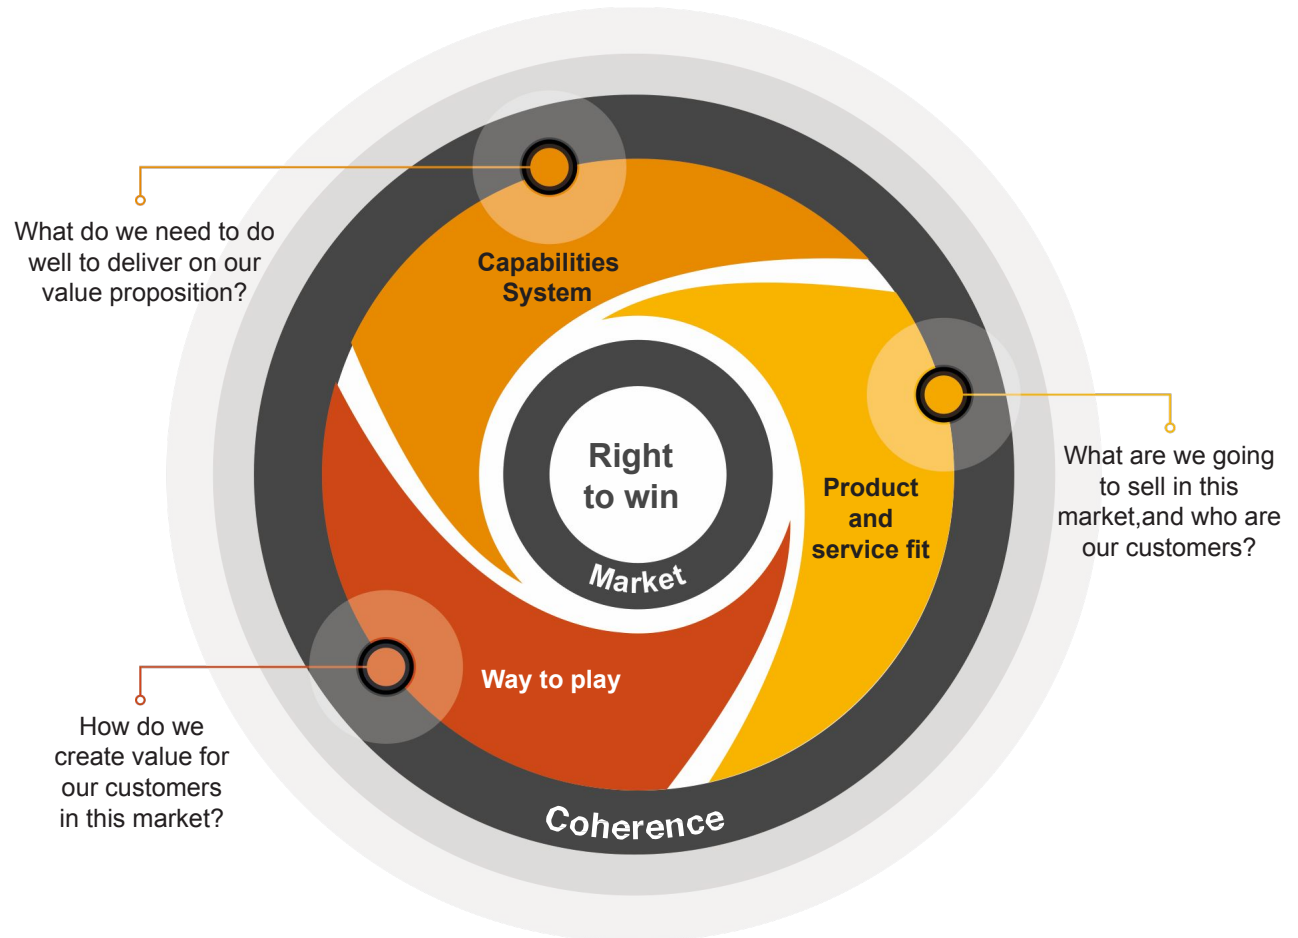 What do we need to do
well to deliver on our
value proposition?
Capabilities
System
Right
to win
Market
Product
and
service fit
What are we going
to sell in this
market,and who are
our customers?
Way to play
How do we
create value for
our customers
in this market?
Coherence